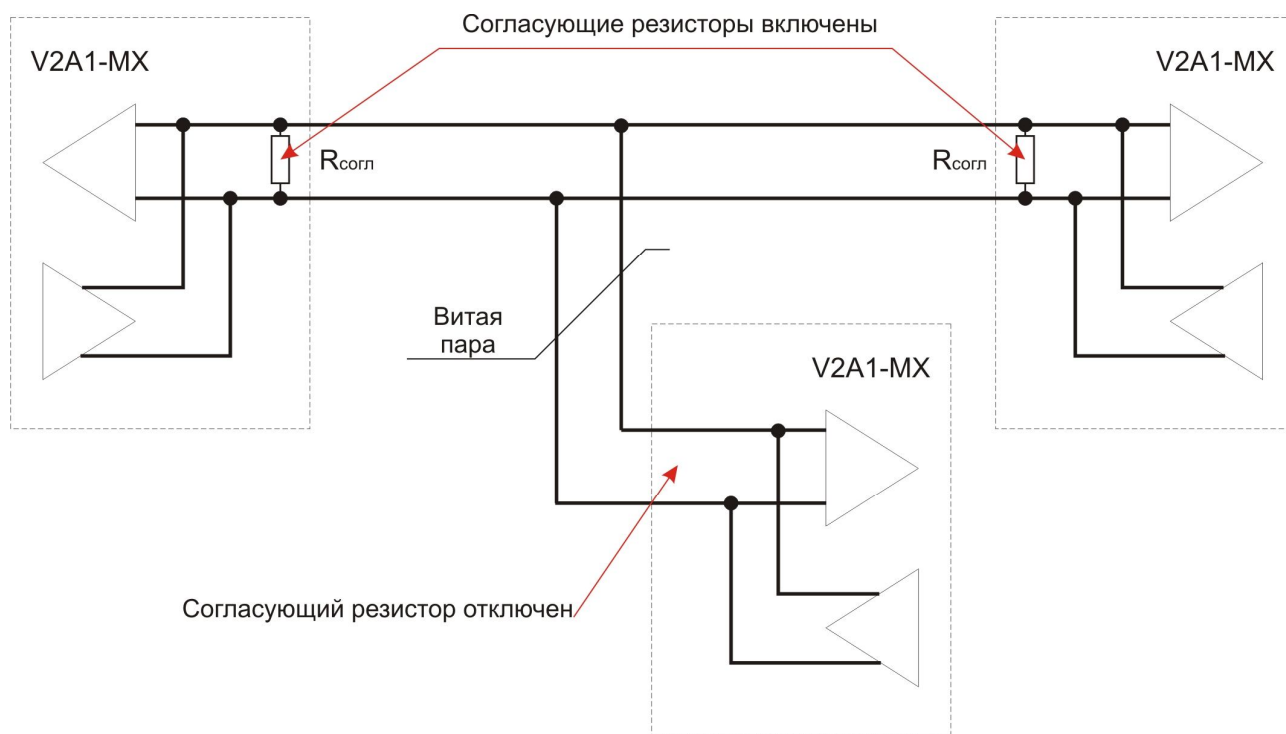 Согласующие резисторы включены
V2A1-MX
V2A1-MX
Rсогл
Rсогл
Витая
пара
V2A1-MX
Согласующий резистор отключен